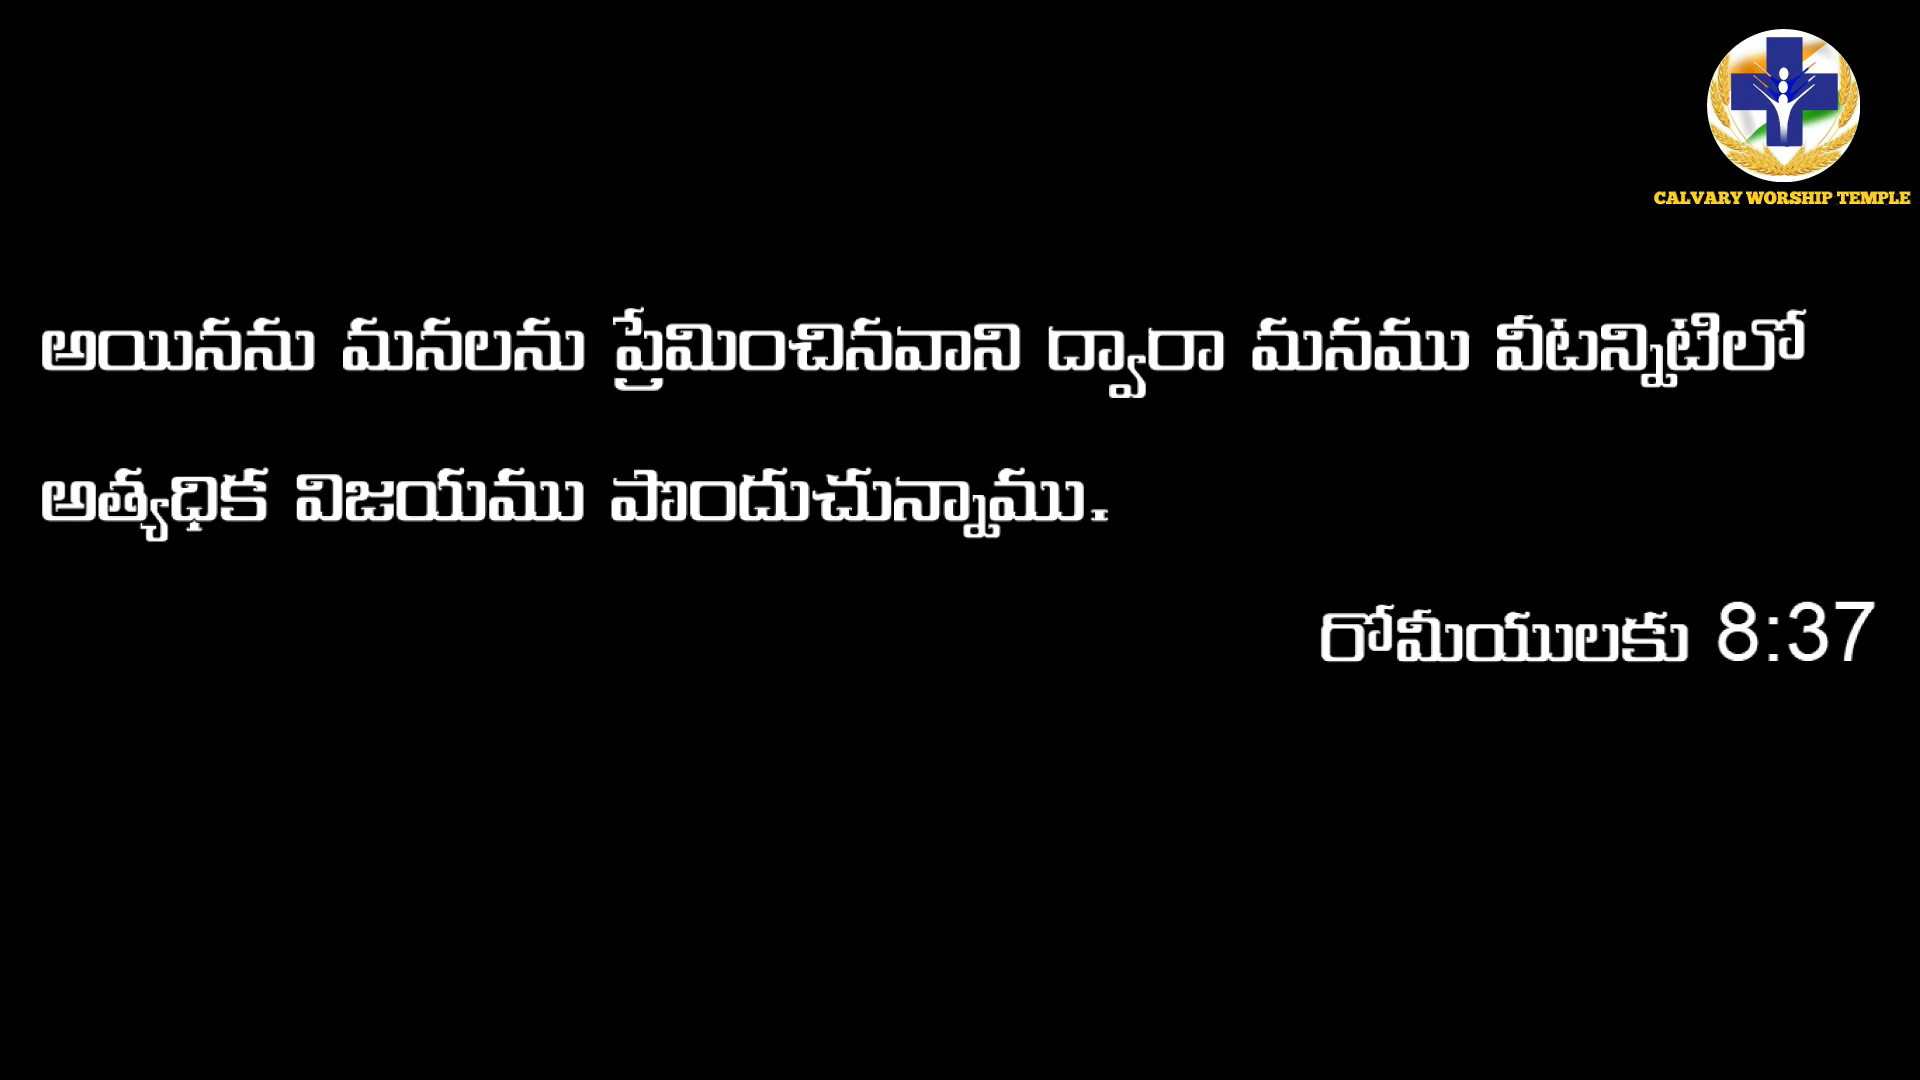 CALVARY WORSHIP TEMPLE
అయినను మనలను ప్రేమించినవాని ద్వారా మనము వీటన్నిటిలో
అత్యధిక విజయము పొందుచున్నాము.
రోమీయులకు 8:37